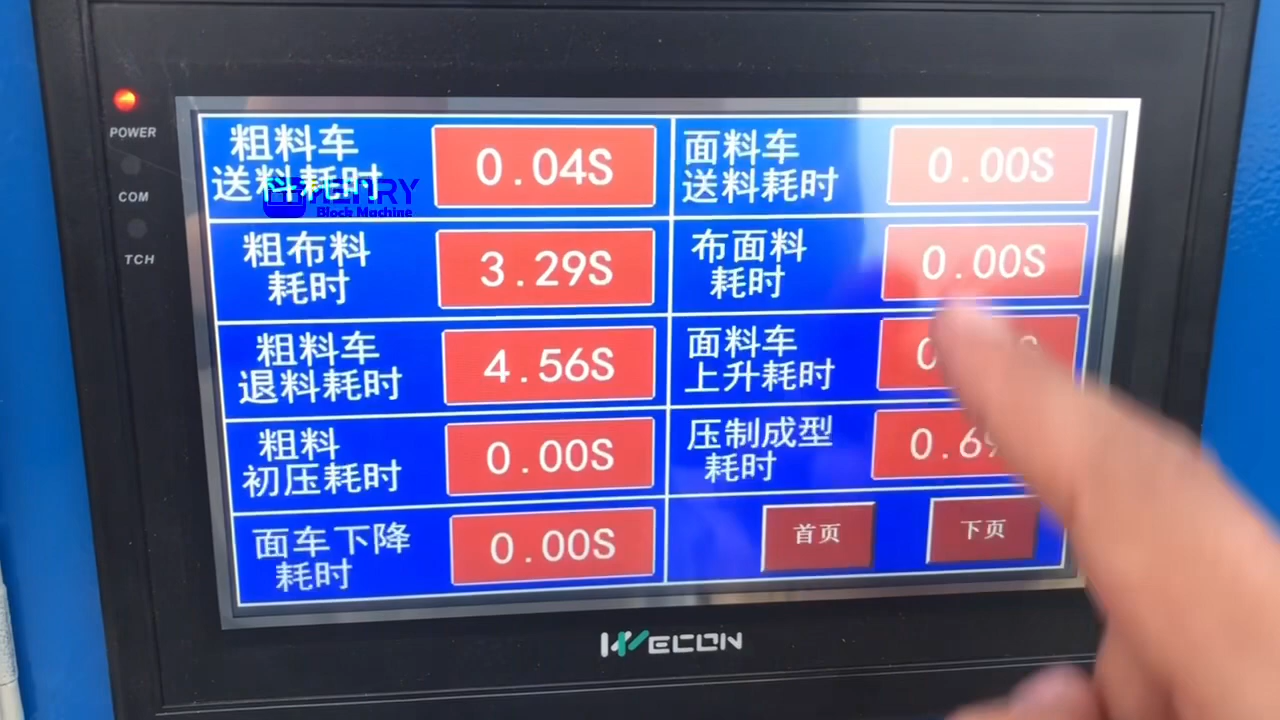 POWER
COM
TCH
粗料车
送料耗时
0.04S
面料车
送料耗时
0.00S
HENRY
Block Machine
粗布料
耗时
3.29S
布面料
耗时
0.00S
粗料车
退料耗时
4.56S
面料车
上升耗时
粗料
初压耗时
0.00S
压制成型
耗时
面车下降
耗时
0.00S
首页
下页
WECON